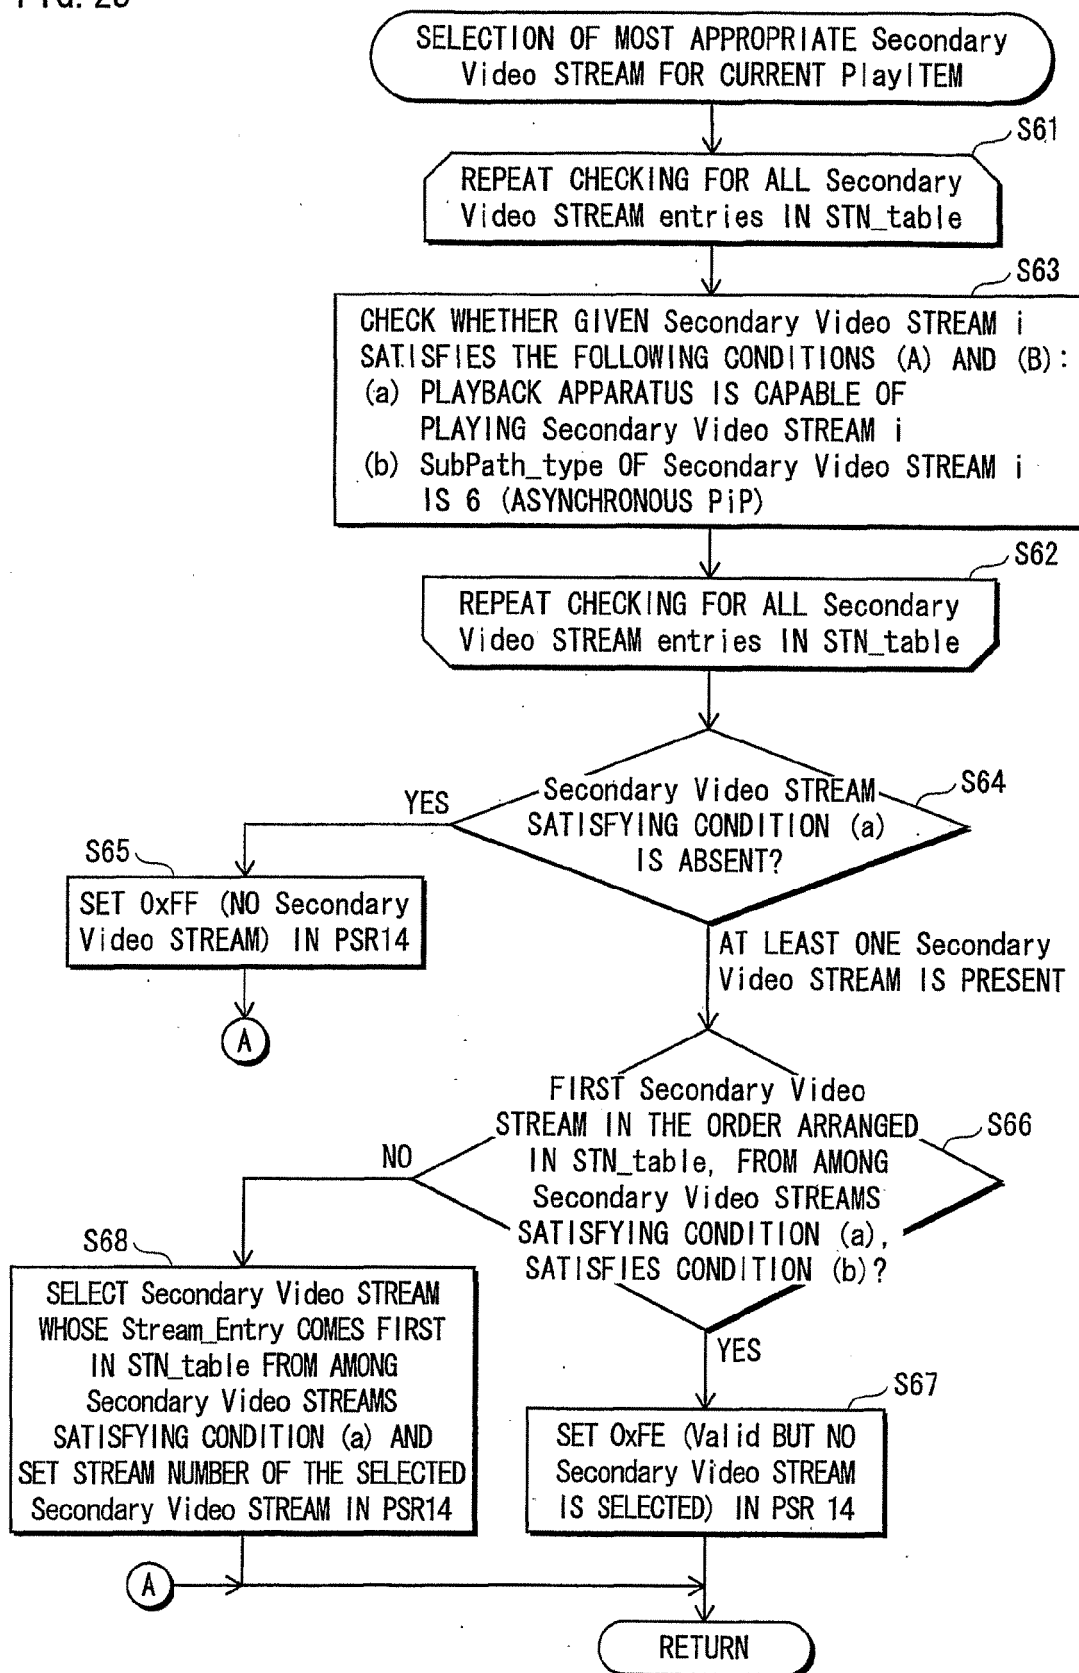 SELECTION OF MOST APPROPRIATE Secondary
Video STREAM FOR CURRENT PlayITEM
S61
REPEAT CHECKING FOR ALL Secondary
Video STREAM entries IN STN_table
S63
CHECK WHETHER GIVEN Secondary Video STREAM i
SATISFIES THE FOLLOWING CONDITIONS (A) AND (B):
(a) PLAYBACK APPARATUS IS CAPABLE OF
PLAYING Secondary Video STREAM i
(b) SubPath_type OF Secondary Video STREAM i
IS 6 (ASYNCHRONOUS PiP)
S62
REPEAT CHECKING FOR ALL Secondary
Video STREAM entries IN STN_table
Secondary Video STREAM
SATISFYING CONDITION (a)
IS ABSENT?
S64
YES
S65
SET 0xFF (NO Secondary
Video STREAM) IN PSR14
A
AT LEAST ONE Secondary
Video STREAM IS PRESENT
FIRST Secondary Video
STREAM IN THE ORDER ARRANGED
IN STN_table, FROM AMONG
Secondary Video STREAMS
SATISFYING CONDITION (a),
SATISFIES CONDITION (b)?
S66
NO
S68
SELECT Secondary Video STREAM
WHOSE Stream_Entry COMES FIRST
IN STN_table FROM AMONG
Secondary Video STREAMS
SATISFYING CONDITION (a) AND
SET STREAM NUMBER OF THE SELECTED
Secondary Video STREAM IN PSR14
YES
S67
SET 0xFE (Valid BUT NO
Secondary Video STREAM
IS SELECTED) IN PSR 14
A
RETURN